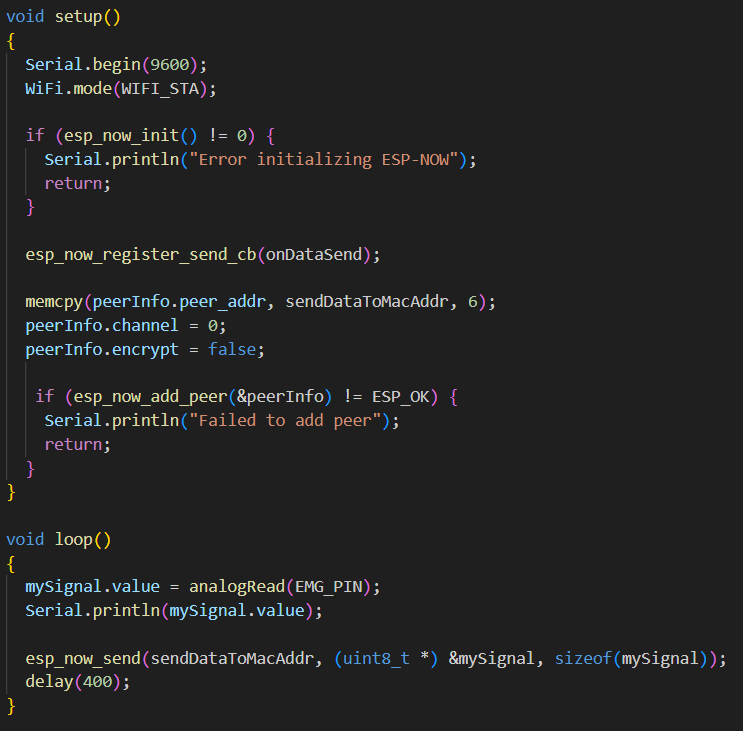 void setup()
{
  Serial.begin(9600);
  WiFi.mode(WIFI_STA);

  if (esp_now_init() != 0) {
    Serial.println("Error initializing ESP-NOW");
    return;
  }

  esp_now_register_send_cb(onDataSend);

  memcpy(peerInfo.peer_addr, sendDataToMacAddr, 6);
  peerInfo.channel = 0;
  peerInfo.encrypt = false;

   if (esp_now_add_peer(&peerInfo) != ESP_OK) {
    Serial.println("Failed to add peer");
    return;
  }
}

void loop()
{
  mySignal.value = analogRead(EMG_PIN);
  Serial.println(mySignal.value);

  esp_now_send(sendDataToMacAddr, (uint8_t *) &mySignal, sizeof(mySignal));
  delay(400);
}